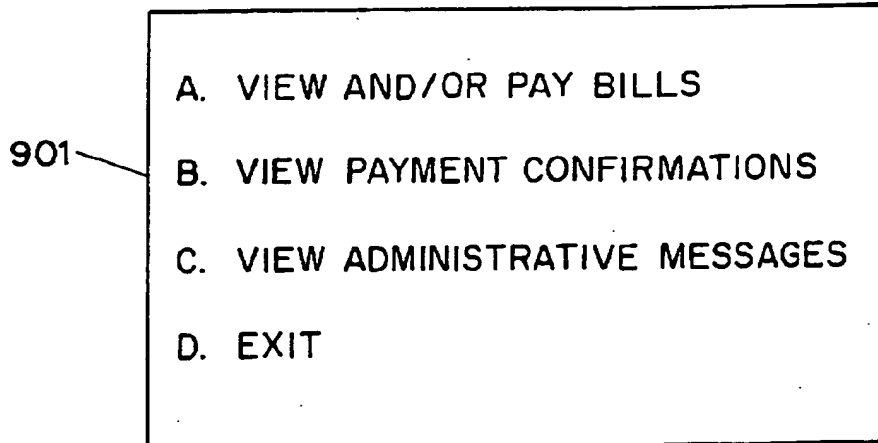 A. VIEW AND/OR PAY BILLS
901
B. VIEW PAYMENT CONFIRMATIONS
C. VIEW ADMINISTRATIVE MESSAGES
D. EXIT